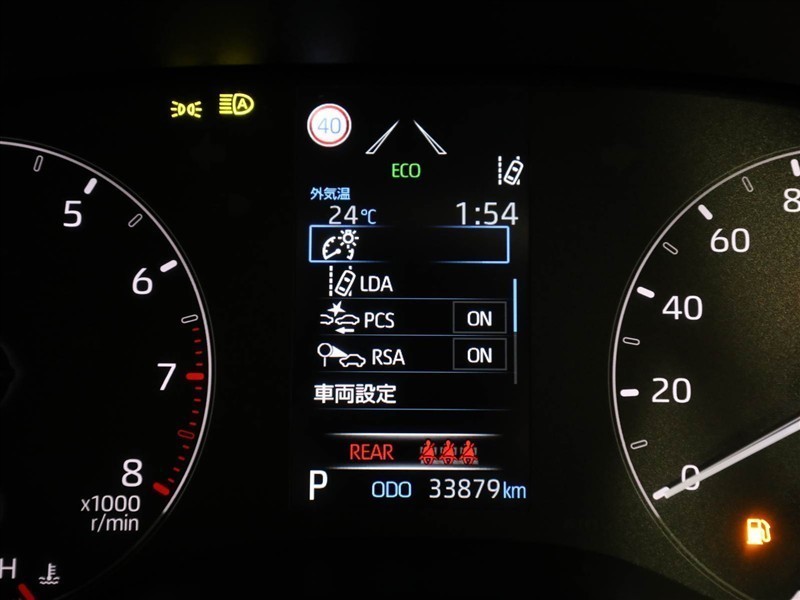 A
40
ECO
外気温
24℃ 1:54
LDA
PCS ON
RSA ON
車両設定
REAR
P ODO 33879km
5
6
7
8
x1000
r/min
H
8
60
40
20
0